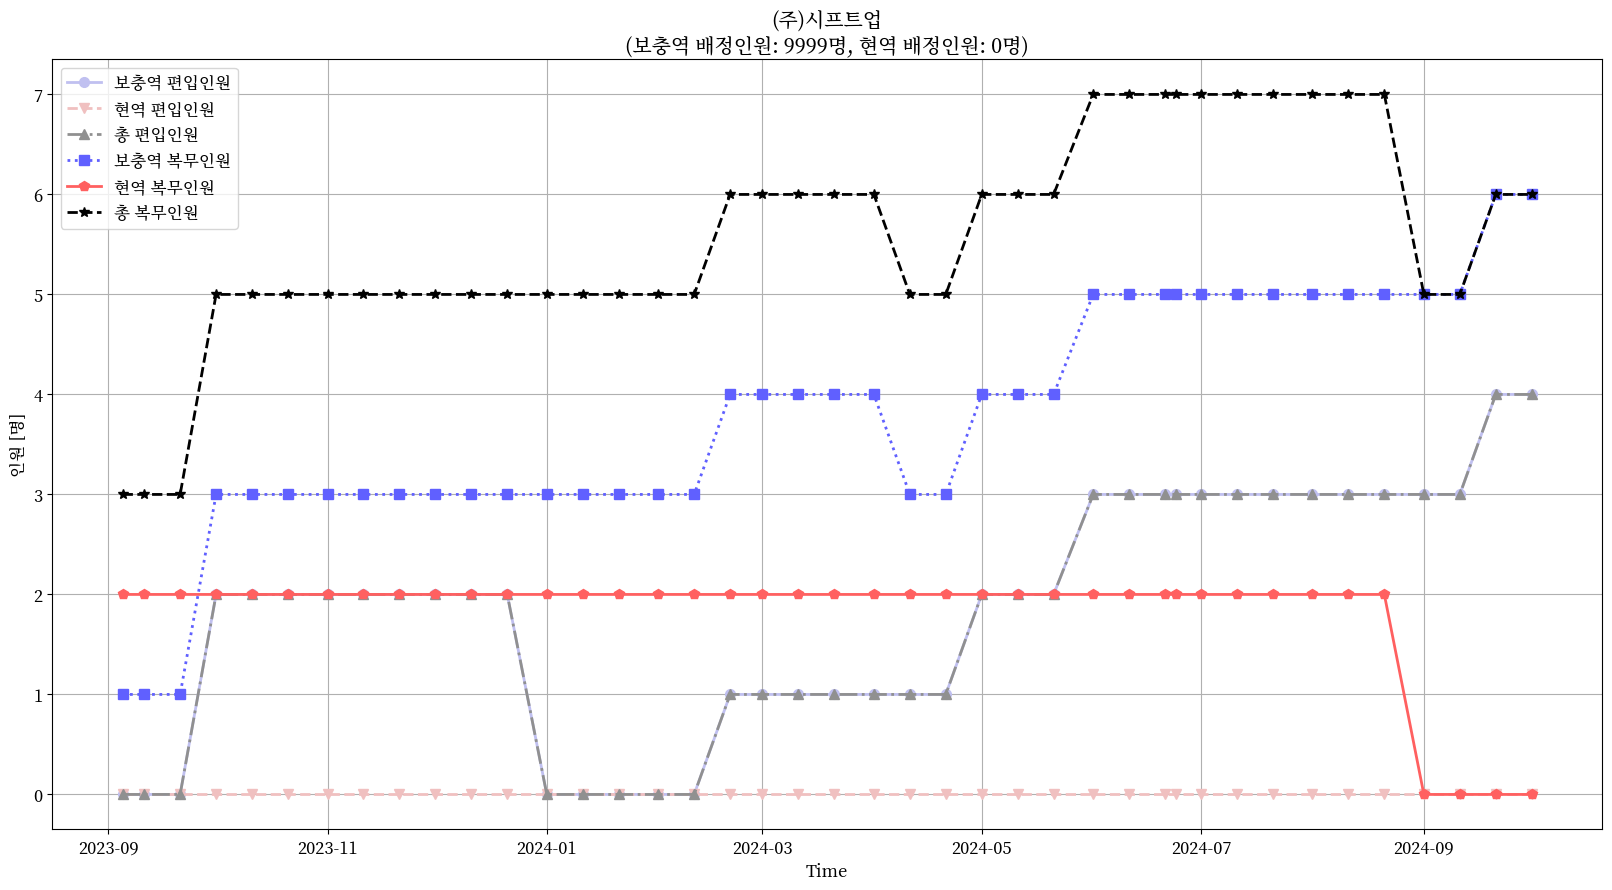 (주)시프트업
(보충역 배정인원: 9999명, 현역 배정인원: 0명)
보충역 편입인원
현역 편입인원
총 편입인원
보충역 복무인원
현역 복무인원
총 복무인원
7
6
5
4
3
2
1
0
인원 [명]
2023-09
2023-11
2024-01
2024-03
2024-05
2024-07
2024-09
Time